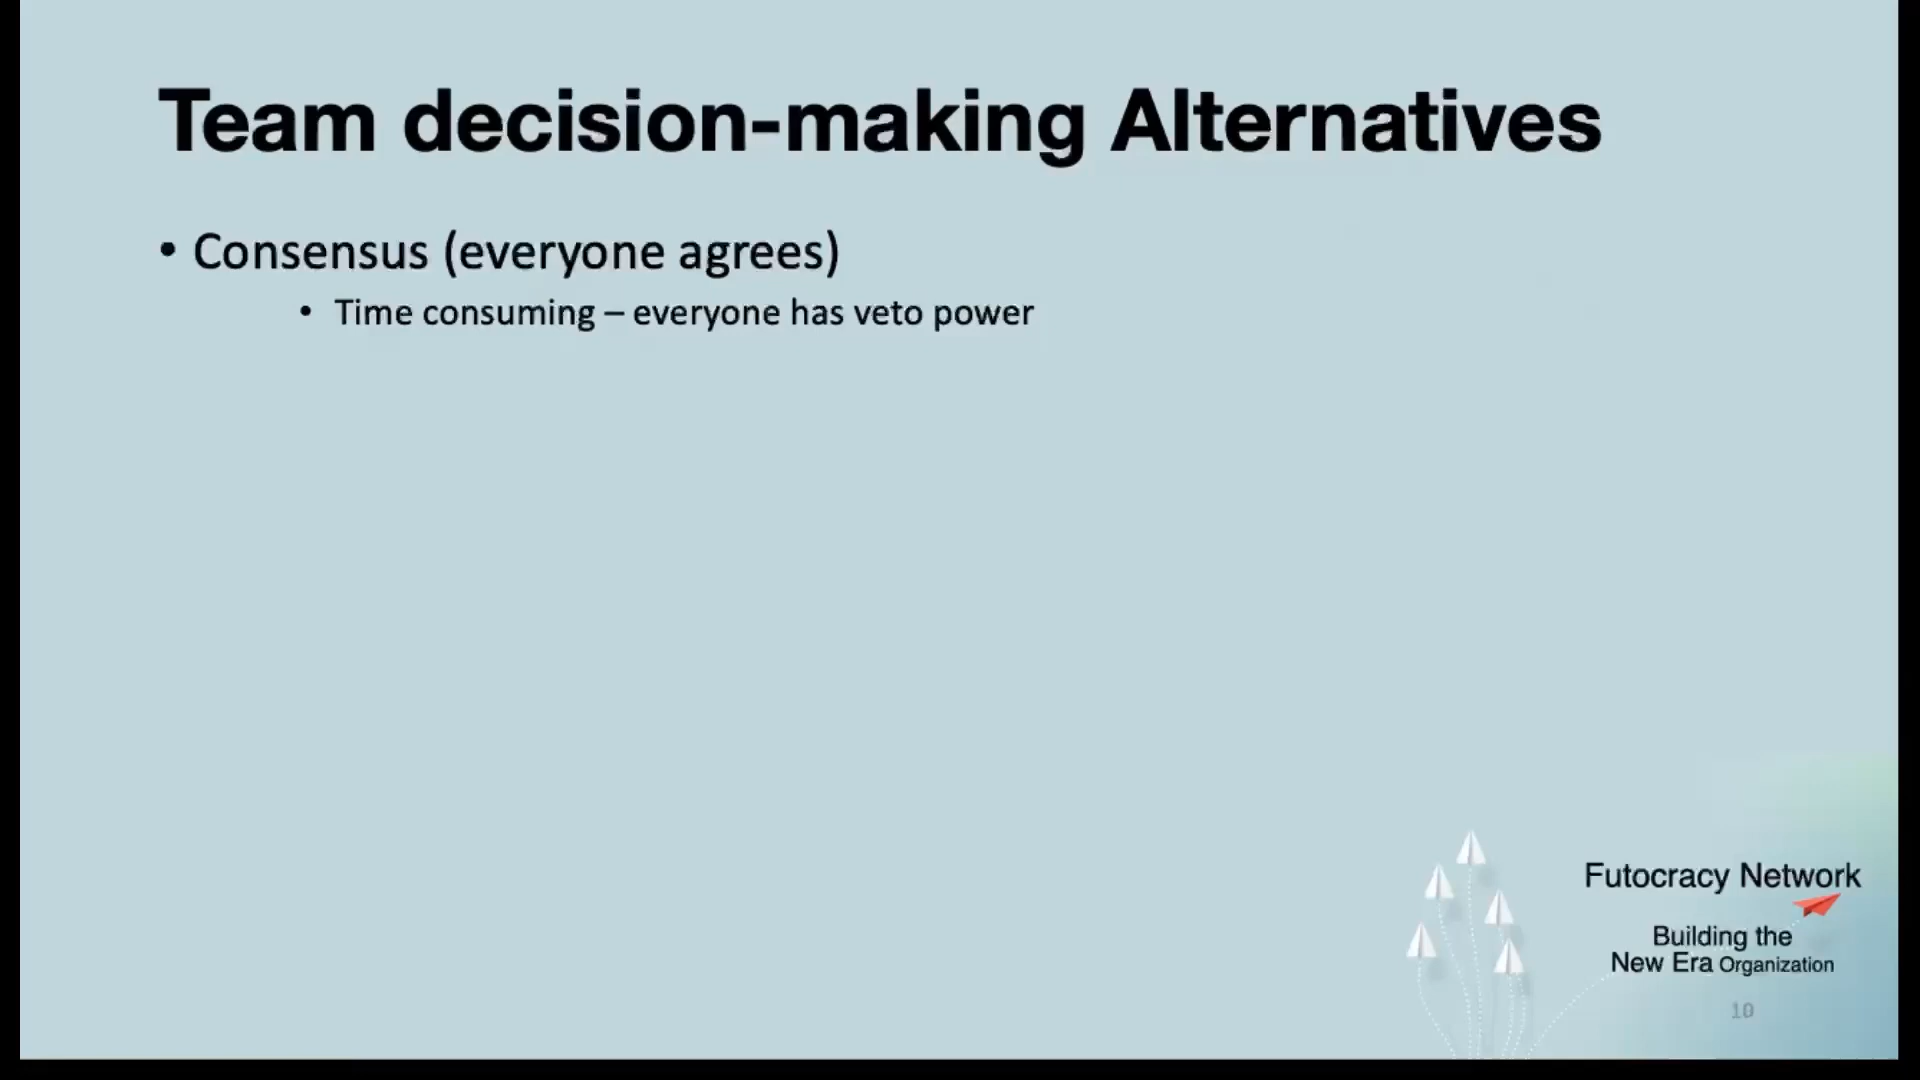 Team decision-making Alternatives
• Consensus (everyone agrees)
• Time consuming – everyone has veto power
Futocracy Network
Building the
New Era Organization
10